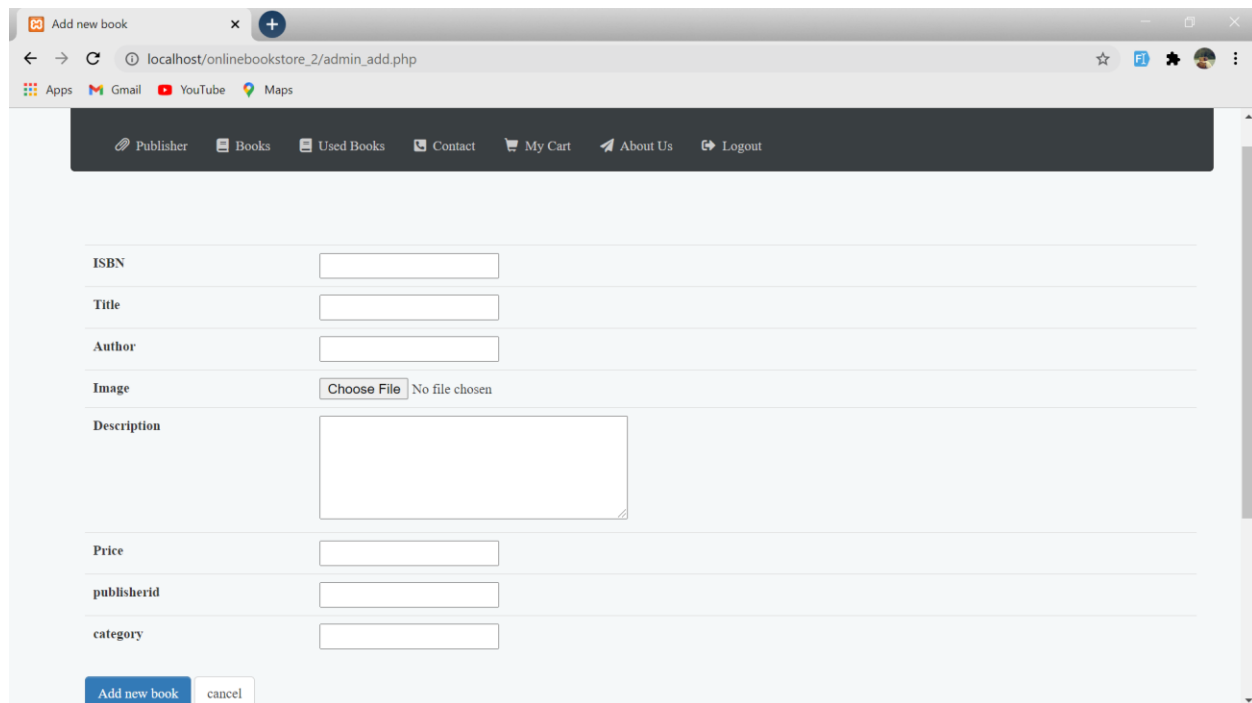 Add new book
localhost/onlinebookstore_2/admin_add.php
Apps Gmail YouTube Maps
Publisher Books Used Books Contact My Cart About Us Logout
ISBN
Title
Author
Image Choose File No file chosen
Description
Price
publisherid
category
Add new book cancel